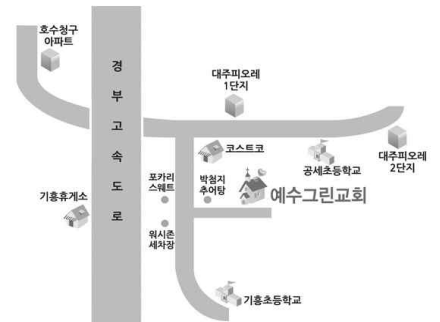 호수청구
아파트
경부고속도로
대주피오레
1단지
코스트코
공세초등학교
대주피오레
2단지
포카리
스웨트
박첨지
추어탕
예수그린교회
기흥휴게소
워시존
세차장
기흥초등학교